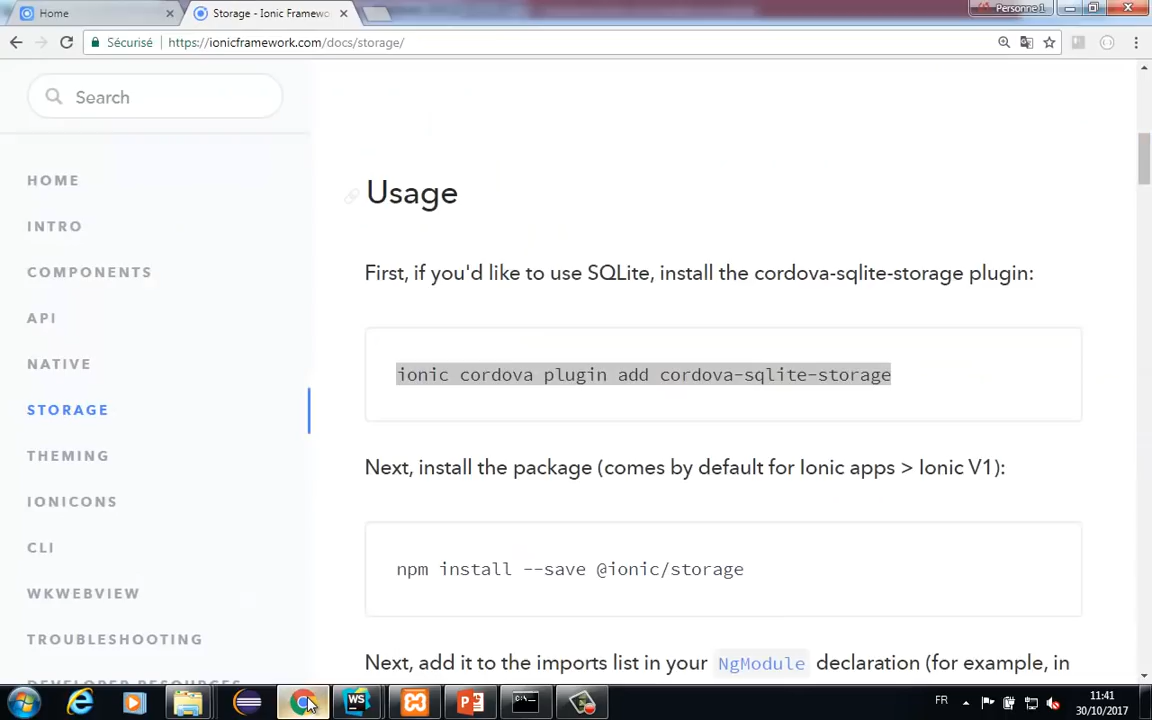 Home
Storage - Ionic Framewo
Personne 1
Sécurisé
https://ionicframework.com/docs/storage/
Search
HOME
INTRO
COMPONENTS
API
NATIVE
STORAGE
THEMING
IONICONS
CLI
WKWEBVIEW
TROUBLESHOOTING
DEVELOPER RESOURCES
Usage
First, if you'd like to use SQLite, install the cordova-sqlite-storage plugin:
ionic cordova plugin add cordova-sqlite-storage
Next, install the package (comes by default for Ionic apps > Ionic V1):
npm install --save @ionic/storage
Next, add it to the imports list in your NgModule declaration (for example, in
WS
C:\_
FR
11:41
30/10/2017